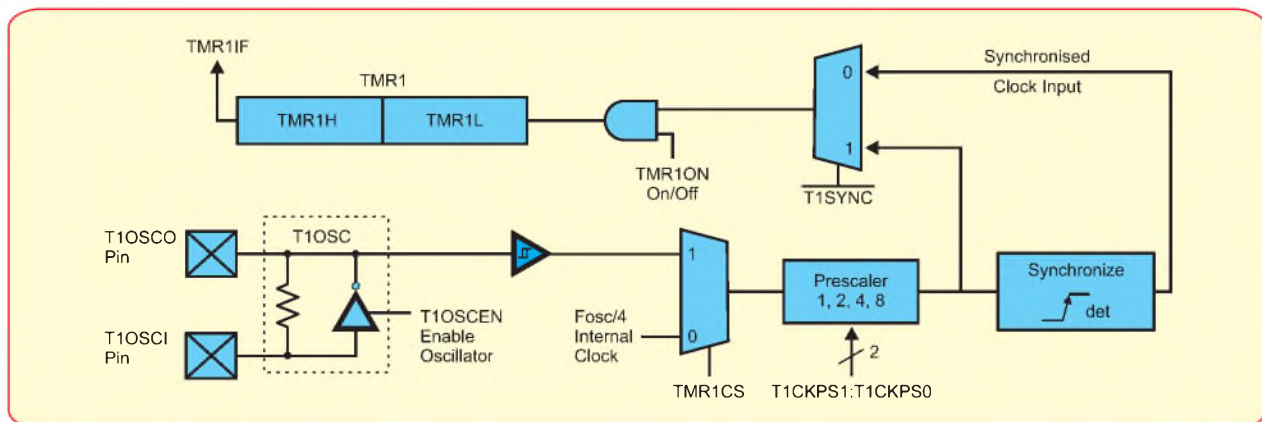 TMR1IF
TMR1
TMR1H
TMR1L
TMR1ON
On/Off
0
1
T1SYNC
Synchronised
Clock Input
T1OSCO
Pin
T1OSC
T1OSCI
Pin
T1OSCEN
Enable
Oscillator
1
0
Fosc/4
Internal
Clock
TMR1CS
Prescaler
1, 2, 4, 8
2
T1CKPS1:T1CKPS0
Synchronize
det